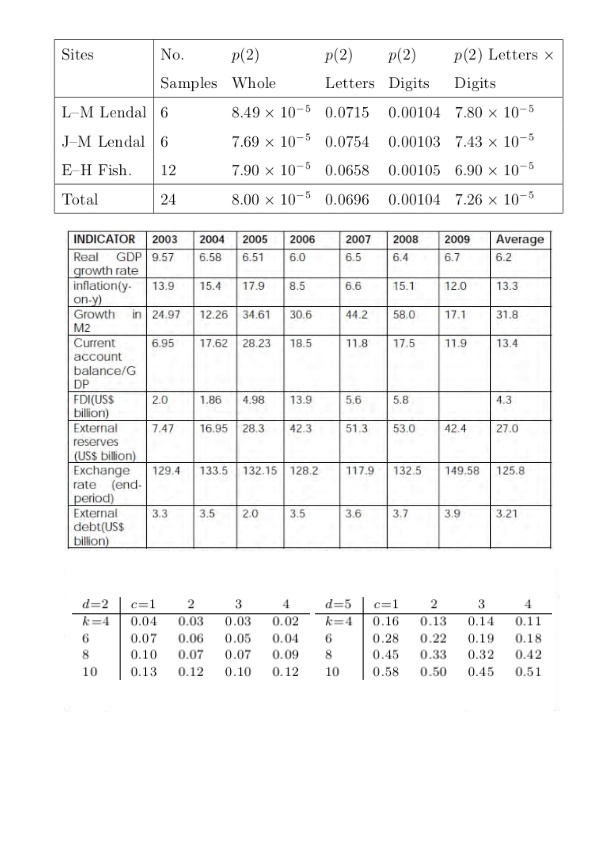 Sites No. p(2) p(2) p(2) p(2) Letters ×
Samples Whole Letters Digits Digits
L–M Lendal 6 8.49 × 10⁻⁵ 0.0715 0.00104 7.80 × 10⁻⁵
J–M Lendal 6 7.69 × 10⁻⁵ 0.0754 0.00103 7.43 × 10⁻⁵
E–H Fish. 12 7.90 × 10⁻⁵ 0.0658 0.00105 6.90 × 10⁻⁵
Total 24 8.00 × 10⁻⁵ 0.0696 0.00104 7.26 × 10⁻⁵
INDICATOR 2003 2004 2005 2006 2007 2008 2009 Average
Real GDP 9.57 6.58 6.51 6.0 6.5 6.4 6.7 6.2
growth rate
inflation(y- 13.9 15.4 17.9 8.5 6.6 15.1 12.0 13.3
on-y)
Growth in 24.97 12.26 34.61 30.6 44.2 58.0 17.1 31.8
M2
Current 6.95 17.62 28.23 18.5 11.8 17.5 11.9 13.4
account
balance/G
DP
FDI(US$ 2.0 1.86 4.98 13.9 5.6 5.8 4.3
billion)
External 7.47 16.95 28.3 42.3 51.3 53.0 42.4 27.0
reserves
(US$ billion)
Exchange 129.4 133.5 132.15 128.2 117.9 132.5 149.58 125.8
rate (end-
period)
External 3.3 3.5 2.0 3.5 3.6 3.7 3.9 3.21
debt(US$
billion)
d=2 c=1 2 3 4 d=5 c=1 2 3 4
k=4 0.04 0.03 0.03 0.02 k=4 0.16 0.13 0.14 0.11
6 0.07 0.06 0.05 0.04 6 0.28 0.22 0.19 0.18
8 0.10 0.07 0.07 0.09 8 0.45 0.33 0.32 0.42
10 0.13 0.12 0.10 0.12 10 0.58 0.50 0.45 0.51